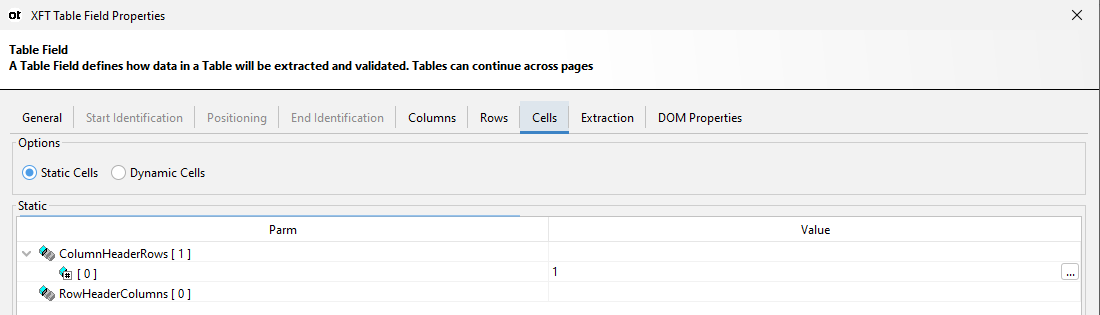 ot XFT Table Field Properties
Table Field
A Table Field defines how data in a Table will be extracted and validated. Tables can continue across pages
General Start Identification Positioning End Identification Columns Rows Cells Extraction DOM Properties
Options
Static Cells Dynamic Cells
Static
Parm Value
ColumnHeaderRows [ 1 ]
[ 0 ] 1 ...
RowHeaderColumns [ 0 ]